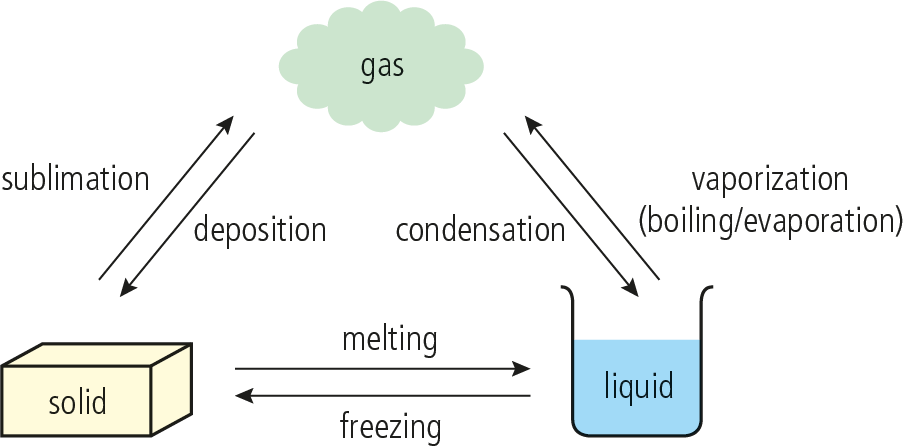 gas
sublimation
deposition
condensation
vaporization
(boiling/evaporation)
melting
solid
liquid
freezing